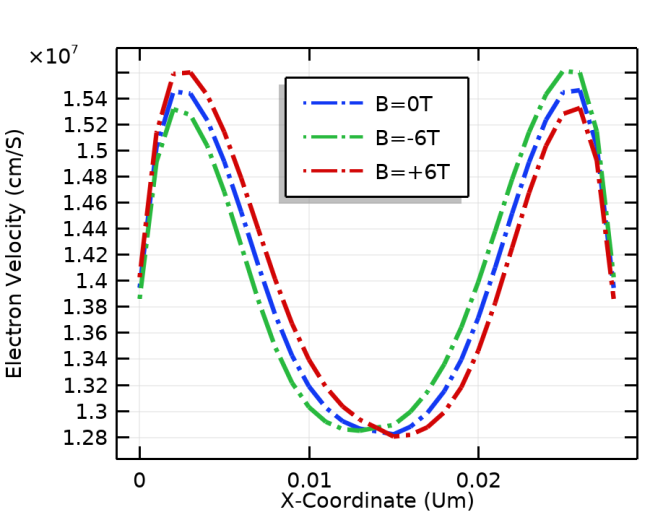 ×10⁷
1.54
1.52
1.5
1.48
1.46
1.44
1.42
1.4
1.38
1.36
1.34
1.32
1.3
1.28
Electron Velocity (cm/S)
B=0T
B=-6T
B=+6T
0 0.01 0.02
X-Coordinate (Um)